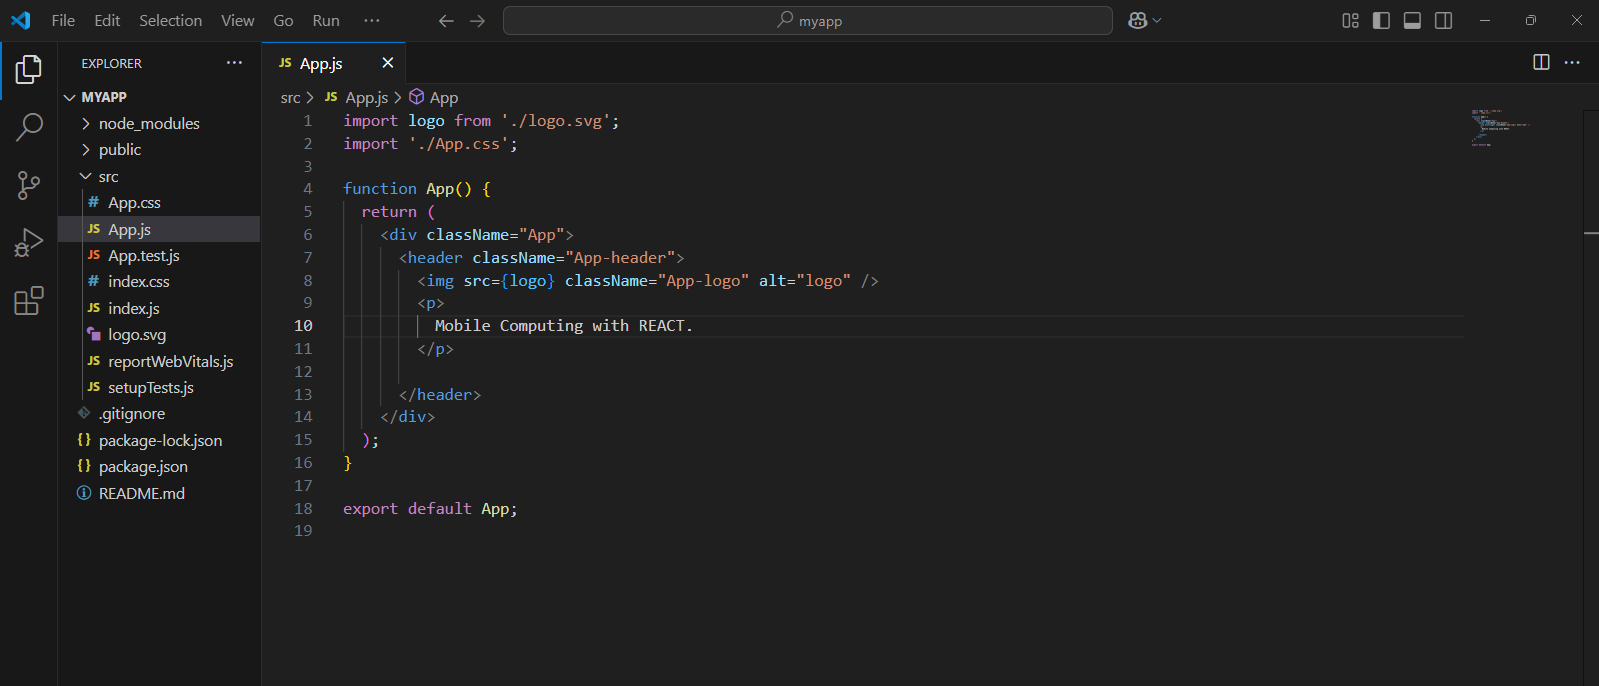 File Edit Selection View Go Run ···
myapp
EXPLORER ···
MYAPP
node_modules
public
src
# App.css
JS App.js
JS App.test.js
# index.css
JS index.js
logo.svg
JS reportWebVitals.js
JS setupTests.js
.gitignore
{} package-lock.json
{} package.json
README.md
JS App.js
src > JS App.js > App
1 import logo from './logo.svg';
2 import './App.css';
3
4 function App() {
5 return (
6 <div className="App">
7 <header className="App-header">
8 <img src={logo} className="App-logo" alt="logo" />
9 <p>
10 Mobile Computing with REACT.
11 </p>
12
13 </header>
14 </div>
15 );
16 }
17
18 export default App;
19